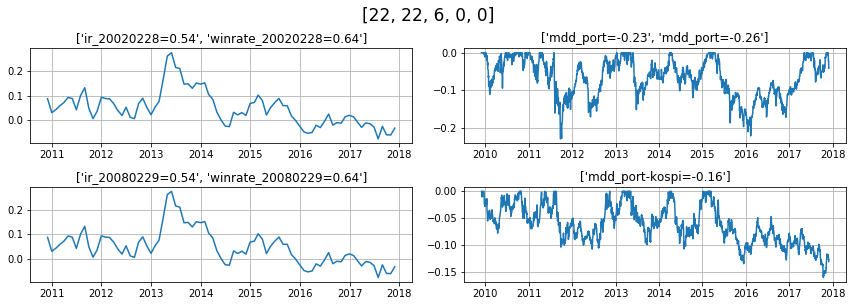 [22, 22, 6, 0, 0]
['ir_20020228=0.54', 'winrate_20020228=0.64']
0.2
0.1
0.0
2011 2012 2013 2014 2015 2016 2017 2018
['mdd_port=-0.23', 'mdd_port=-0.26']
0.0
−0.1
−0.2
2010 2011 2012 2013 2014 2015 2016 2017 2018
['ir_20080229=0.54', 'winrate_20080229=0.64']
0.2
0.1
0.0
2011 2012 2013 2014 2015 2016 2017 2018
['mdd_port-kospi=-0.16']
0.00
−0.05
−0.10
−0.15
2010 2011 2012 2013 2014 2015 2016 2017 2018